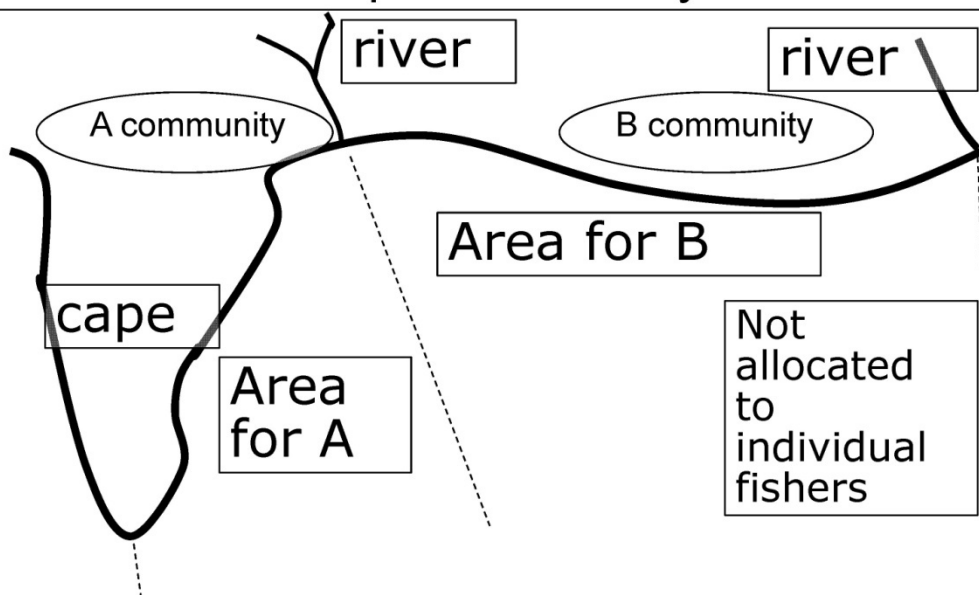 river
river
A community
B community
Area for B
cape
Not
allocated
to
individual
fishers
Area
for A